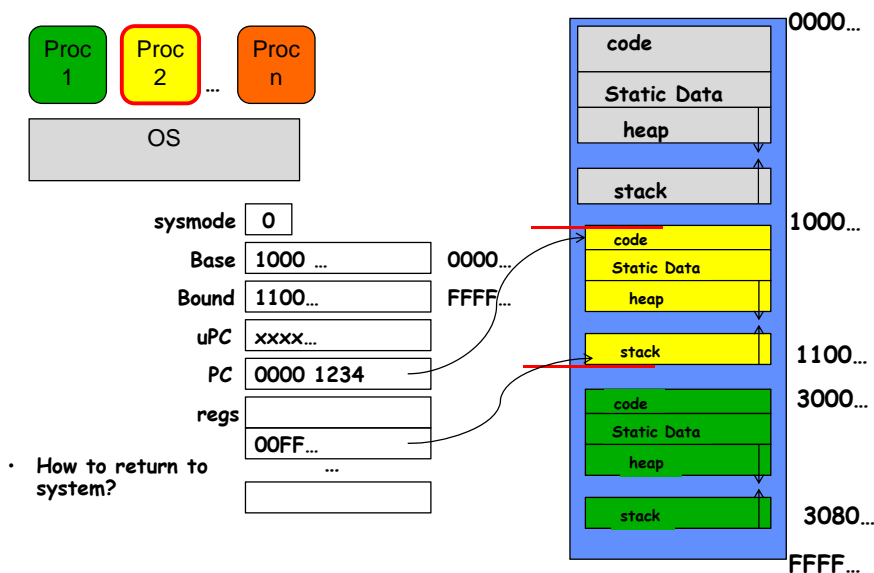 Proc
1
Proc
2
...
Proc
n
OS
sysmode 0
Base 1000 … 0000…
Bound 1100… FFFF…
uPC xxxx…
PC 0000 1234
regs
00FF…
…
• How to return to
system?
0000…
code
Static Data
heap
stack
1000…
code
Static Data
heap
stack
1100…
3000…
code
Static Data
heap
stack
3080…
FFFF…